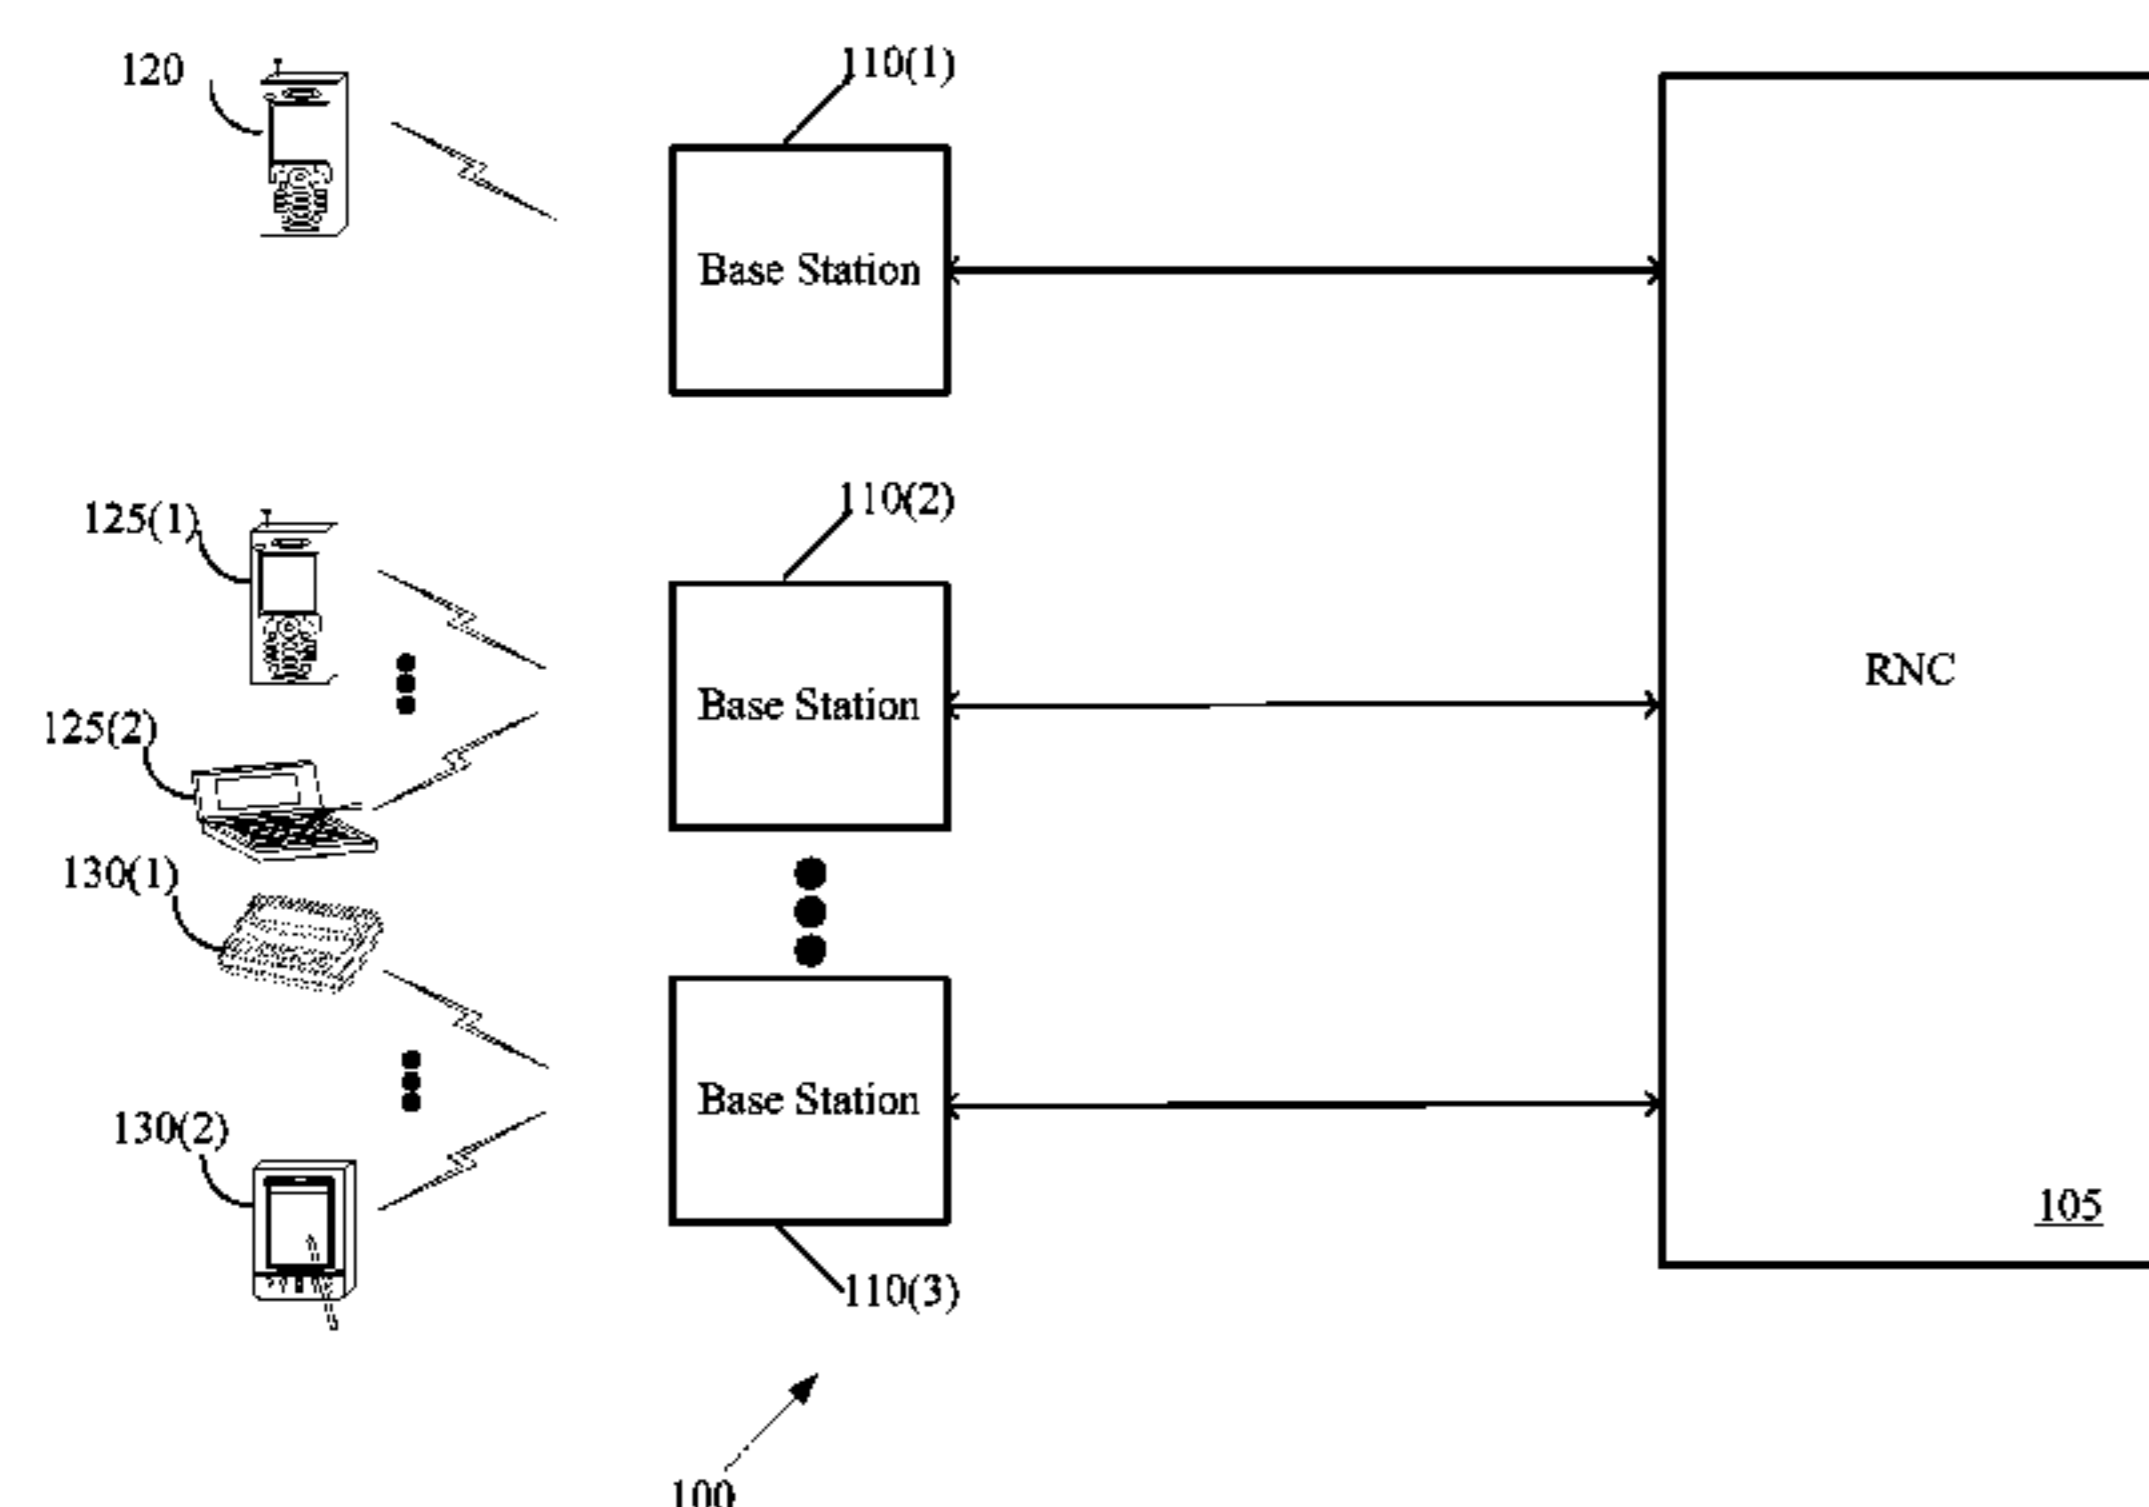 120
110(1)
Base Station
125(1)
110(2)
Base Station
RNC
125(2)
130(1)
Base Station
130(2)
105
110(3)
100